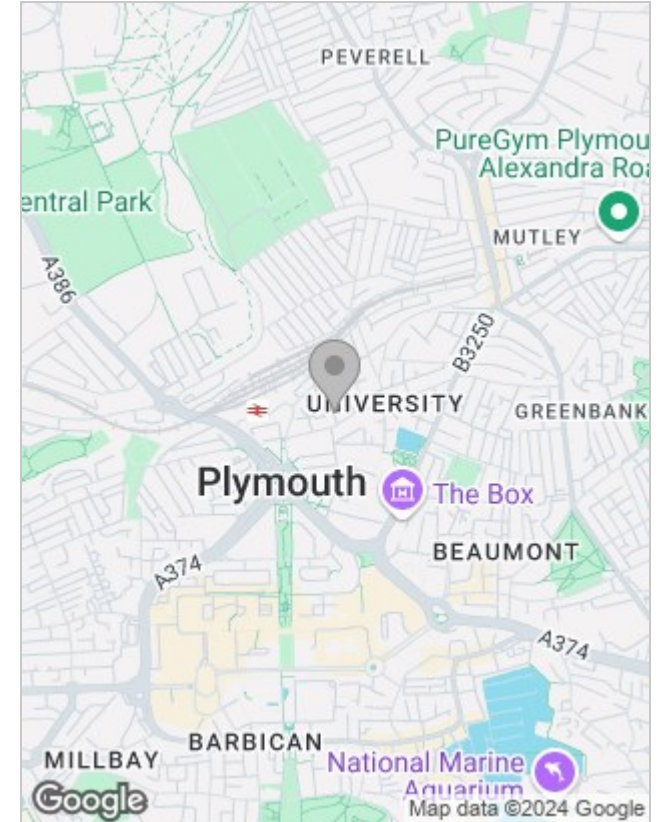 PEVERELL
PureGym Plymou
Alexandra Roa
entral Park
MUTLEY
A386
B3250
UNIVERSITY
GREENBANK
Plymouth
The Box
BEAUMONT
A374
A374
BARBICAN
MILLBAY
National Marine
Aquarium
Google
Map data ©2024 Google